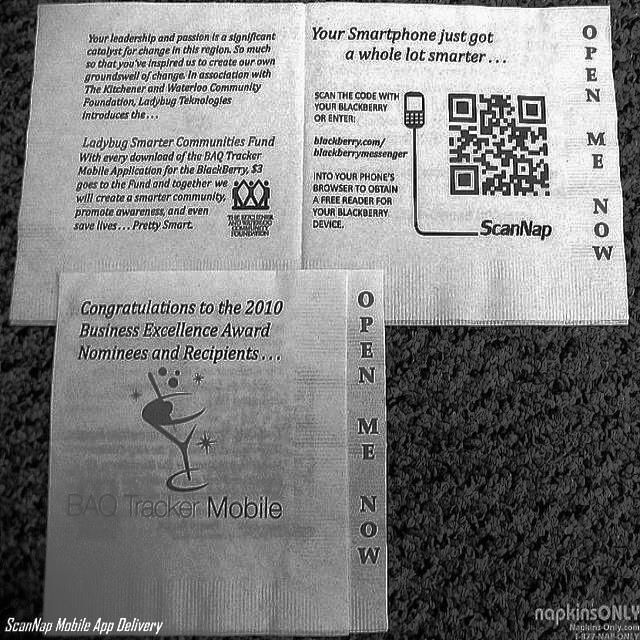 Your leadership and passion is a significant
catalyst for change in this region. So much
so that you've inspired us to create our own
groundswell of change. In association with
The Kitchener and Waterloo Community
Foundation, Ladybug Teknologies
introduces the...
Ladybug Smarter Communities Fund
With every download of the BAQ Tracker
Mobile Application for the BlackBerry, $3
goes to the Fund and together we
will create a smarter community,
promote awareness, and even
save lives... Pretty Smart.
THE KITCHENER
AND WATERLOO
COMMUNITY
FOUNDATION
Your Smartphone just got
a whole lot smarter...
SCAN THE CODE WITH
YOUR BLACKBERRY
OR ENTER:
blackberry.com/
blackberrymessenger
INTO YOUR PHONE'S
BROWSER TO OBTAIN
A FREE READER FOR
YOUR BLACKBERRY
DEVICE.
ScanNap
OPEN ME NOW
Congratulations to the 2010
Business Excellence Award
Nominees and Recipients...
BAQ Tracker Mobile
OPEN ME NOW
ScanNap Mobile App Delivery
napkinsONLY
Napkins-Only.com
1-877-NAP-